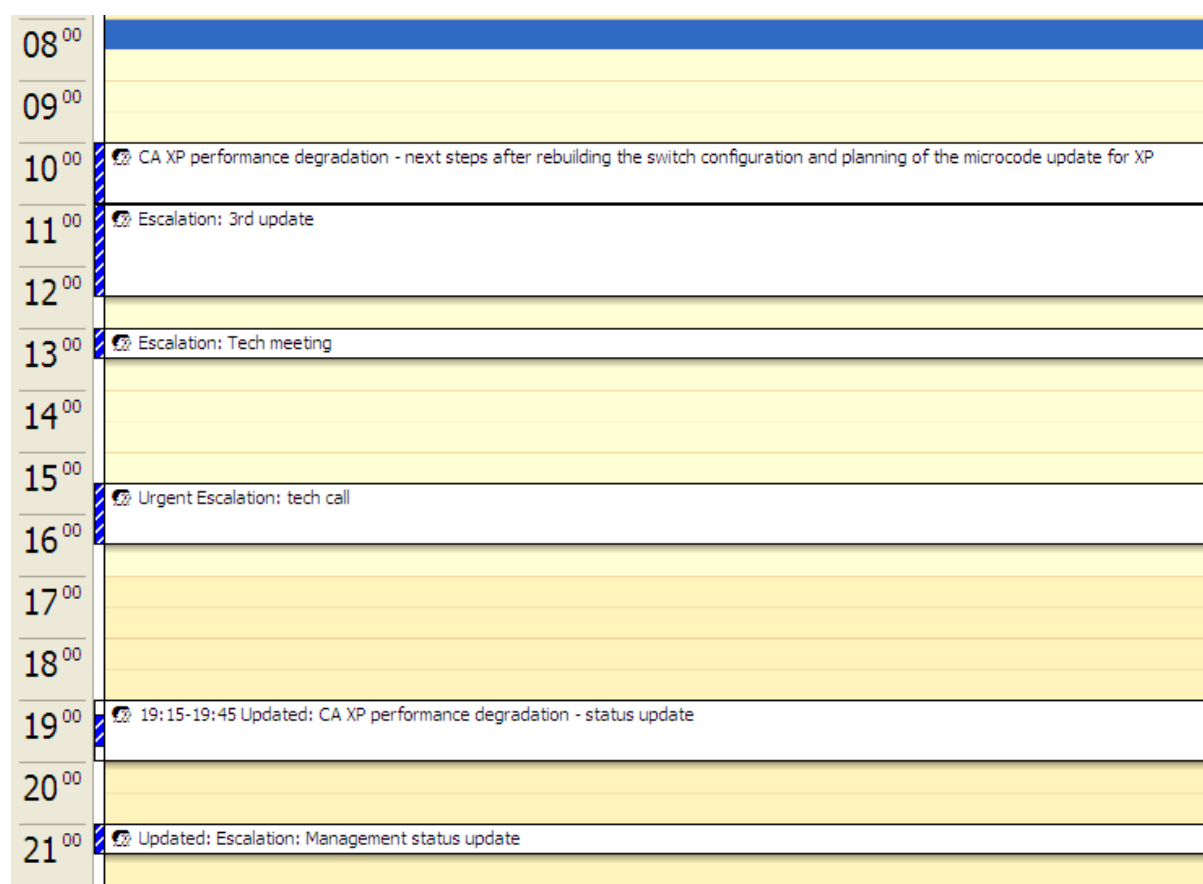 08 00
09 00
10 00 CA XP performance degradation - next steps after rebuilding the switch configuration and planning of the microcode update for XP
11 00 Escalation: 3rd update
12 00
13 00 Escalation: Tech meeting
14 00
15 00
Urgent Escalation: tech call
16 00
17 00
18 00
19 00 19:15-19:45 Updated: CA XP performance degradation - status update
20 00
21 00 Updated: Escalation: Management status update